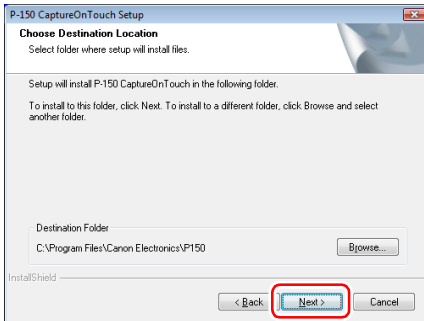 P-150 CaptureOnTouch Setup
Choose Destination Location
Select folder where setup will install files.
Setup will install P-150 CaptureOnTouch in the following folder.
To install to this folder, click Next. To install to a different folder, click Browse and select
another folder.
Destination Folder
C:\Program Files\Canon Electronics\P150
Browse...
InstallShield
< Back
Next >
Cancel